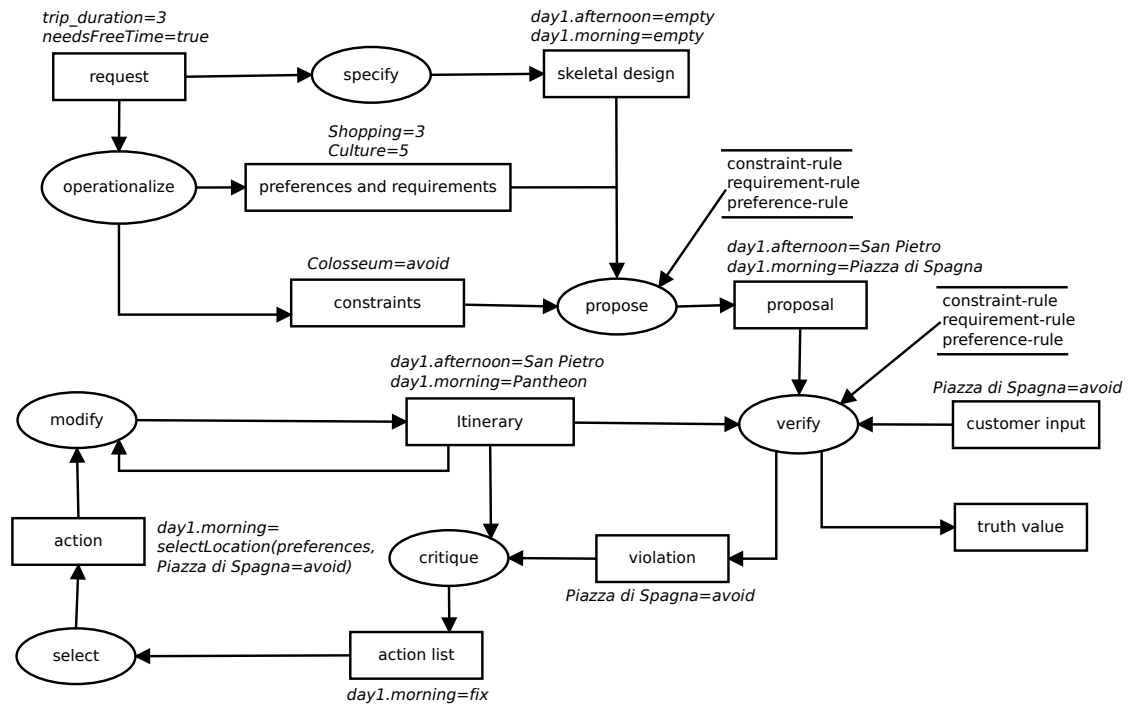 trip_duration=3
needsFreeTime=true
request
specify
day1.afternoon=empty
day1.morning=empty
skeletal design
operationalize
Shopping=3
Culture=5
preferences and requirements
constraint-rule
requirement-rule
preference-rule
Colosseum=avoid
constraints
propose
day1.afternoon=San Pietro
day1.morning=Piazza di Spagna
proposal
constraint-rule
requirement-rule
preference-rule
modify
day1.afternoon=San Pietro
day1.morning=Pantheon
Itinerary
verify
Piazza di Spagna=avoid
customer input
action
day1.morning=
selectLocation(preferences,
Piazza di Spagna=avoid)
critique
violation
Piazza di Spagna=avoid
truth value
select
action list
day1.morning=fix